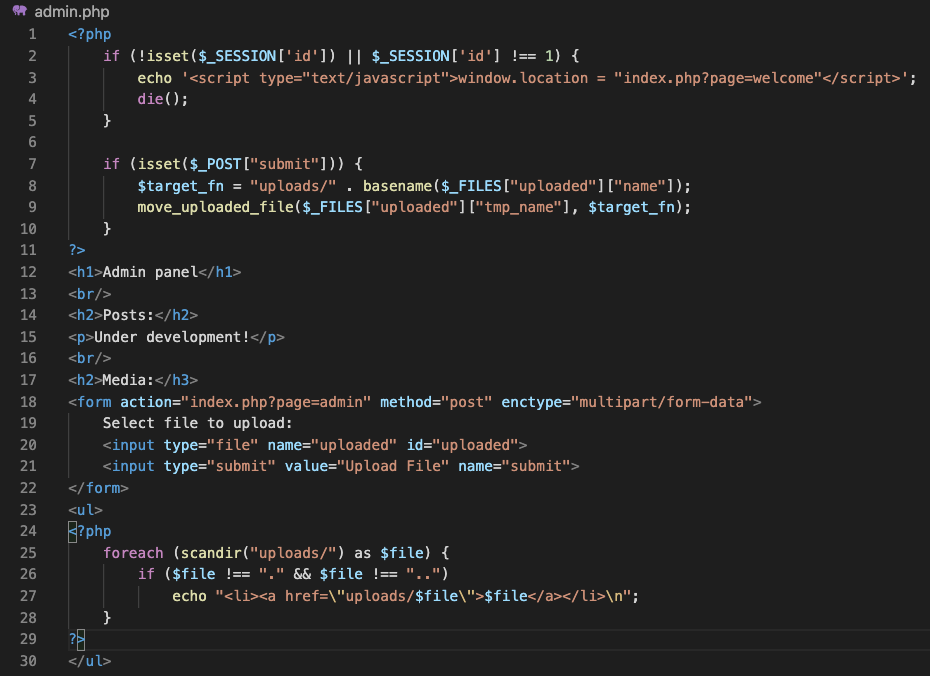 admin.php
1 <?php
2     if (!isset($_SESSION['id']) || $_SESSION['id'] !== 1) {
3         echo '<script type="text/javascript">window.location = "index.php?page=welcome"</script>';
4         die();
5     }
6
7     if (isset($_POST["submit"])) {
8         $target_fn = "uploads/" . basename($_FILES["uploaded"]["name"]);
9         move_uploaded_file($_FILES["uploaded"]["tmp_name"], $target_fn);
10     }
11 ?>
12 <h1>Admin panel</h1>
13 <br/>
14 <h2>Posts:</h2>
15 <p>Under development!</p>
16 <br/>
17 <h2>Media:</h3>
18 <form action="index.php?page=admin" method="post" enctype="multipart/form-data">
19     Select file to upload:
20     <input type="file" name="uploaded" id="uploaded">
21     <input type="submit" value="Upload File" name="submit">
22 </form>
23 <ul>
24 <?php
25     foreach (scandir("uploads/") as $file) {
26         if ($file !== "." && $file !== "..")
27             echo "<li><a href=\"uploads/$file\">$file</a></li>\n";
28     }
29 ?>
30 </ul>